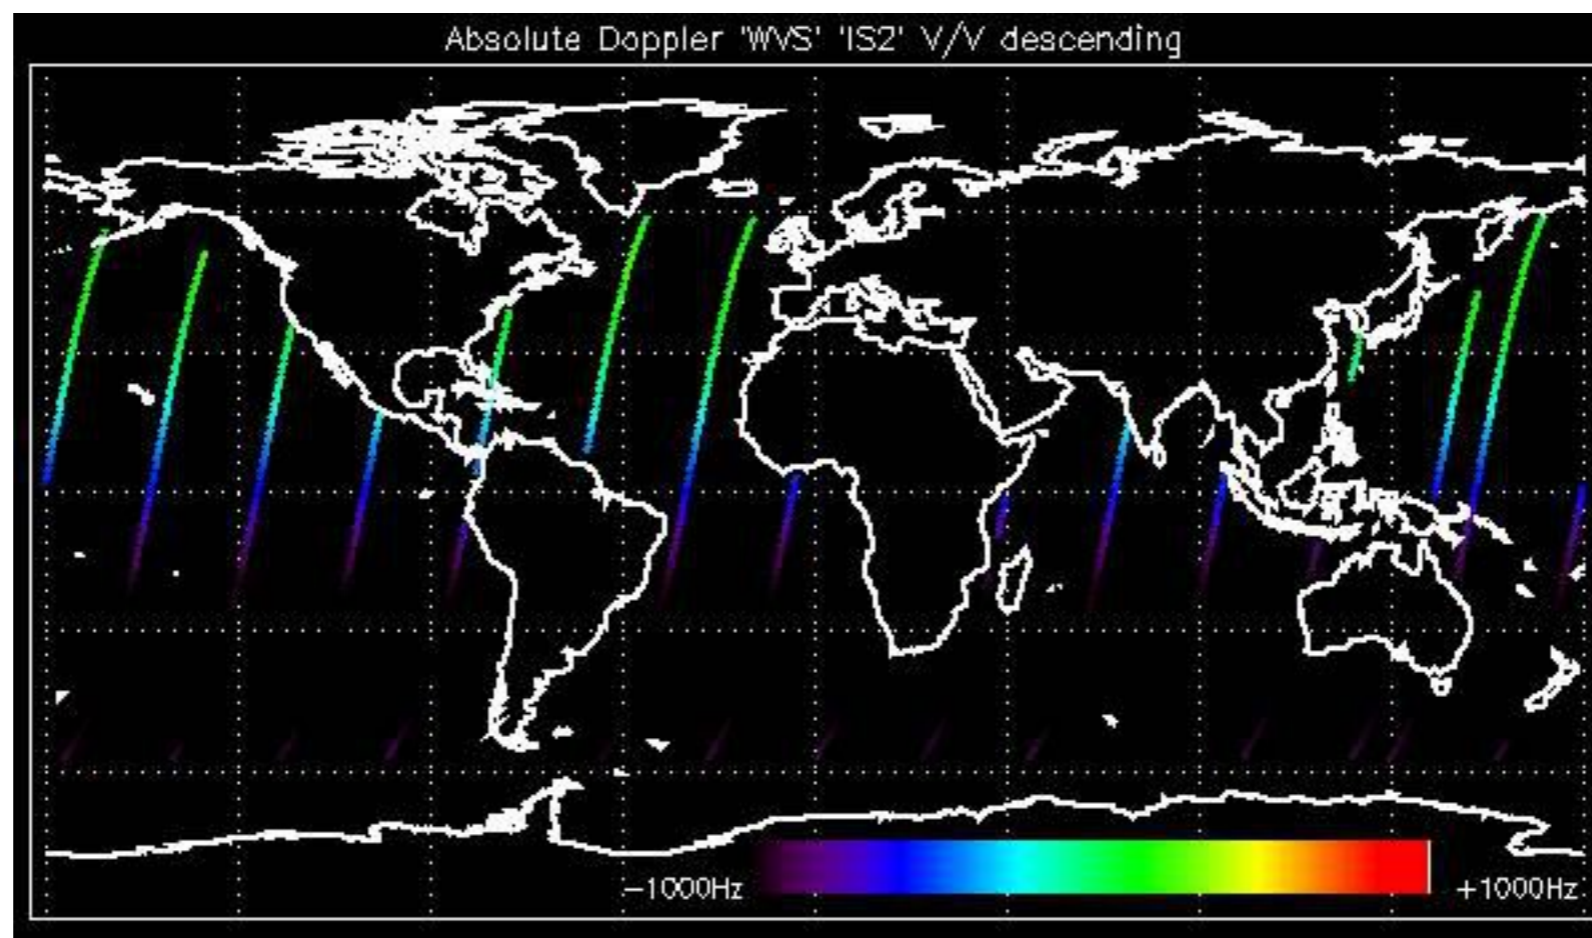 Absolute Doppler 'WVS' 'IS2' V/V descending
−1000Hz +1000Hz